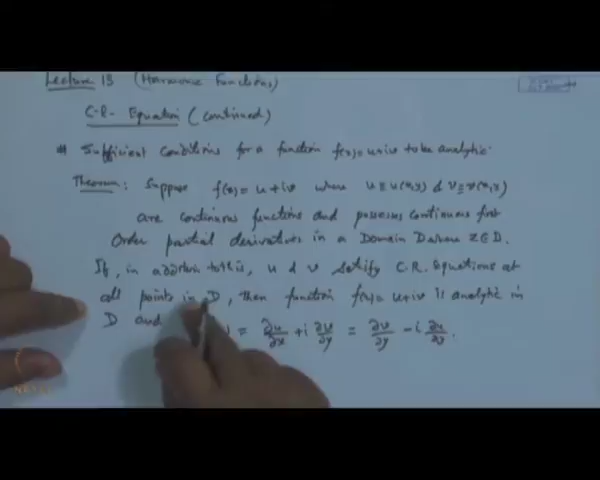 Lecture 13 (Harmonic Functions)
C-R- Equation (continued)
# Sufficient Conditions for a function f(z)=u+iv to be analytic.
Theorem: Suppose f(z)= u+iv where u≡u(x,y) & v≡v(x,y)
are continuous functions and possess continuous first
order partial derivatives in a Domain D where z∈D.
If, in addition to this, u & v satisfy C.R. Equations at
all points in D, then function f(z)= u+iv is analytic in
D and = ∂u/∂x + i ∂v/∂y = ∂v/∂y − i ∂u/∂y.